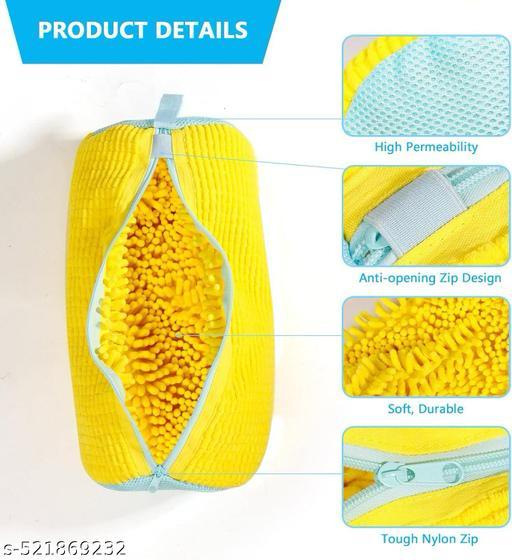 PRODUCT DETAILS
High Permeability
Anti-opening Zip Design
Soft, Durable
Tough Nylon Zip
s-521869232